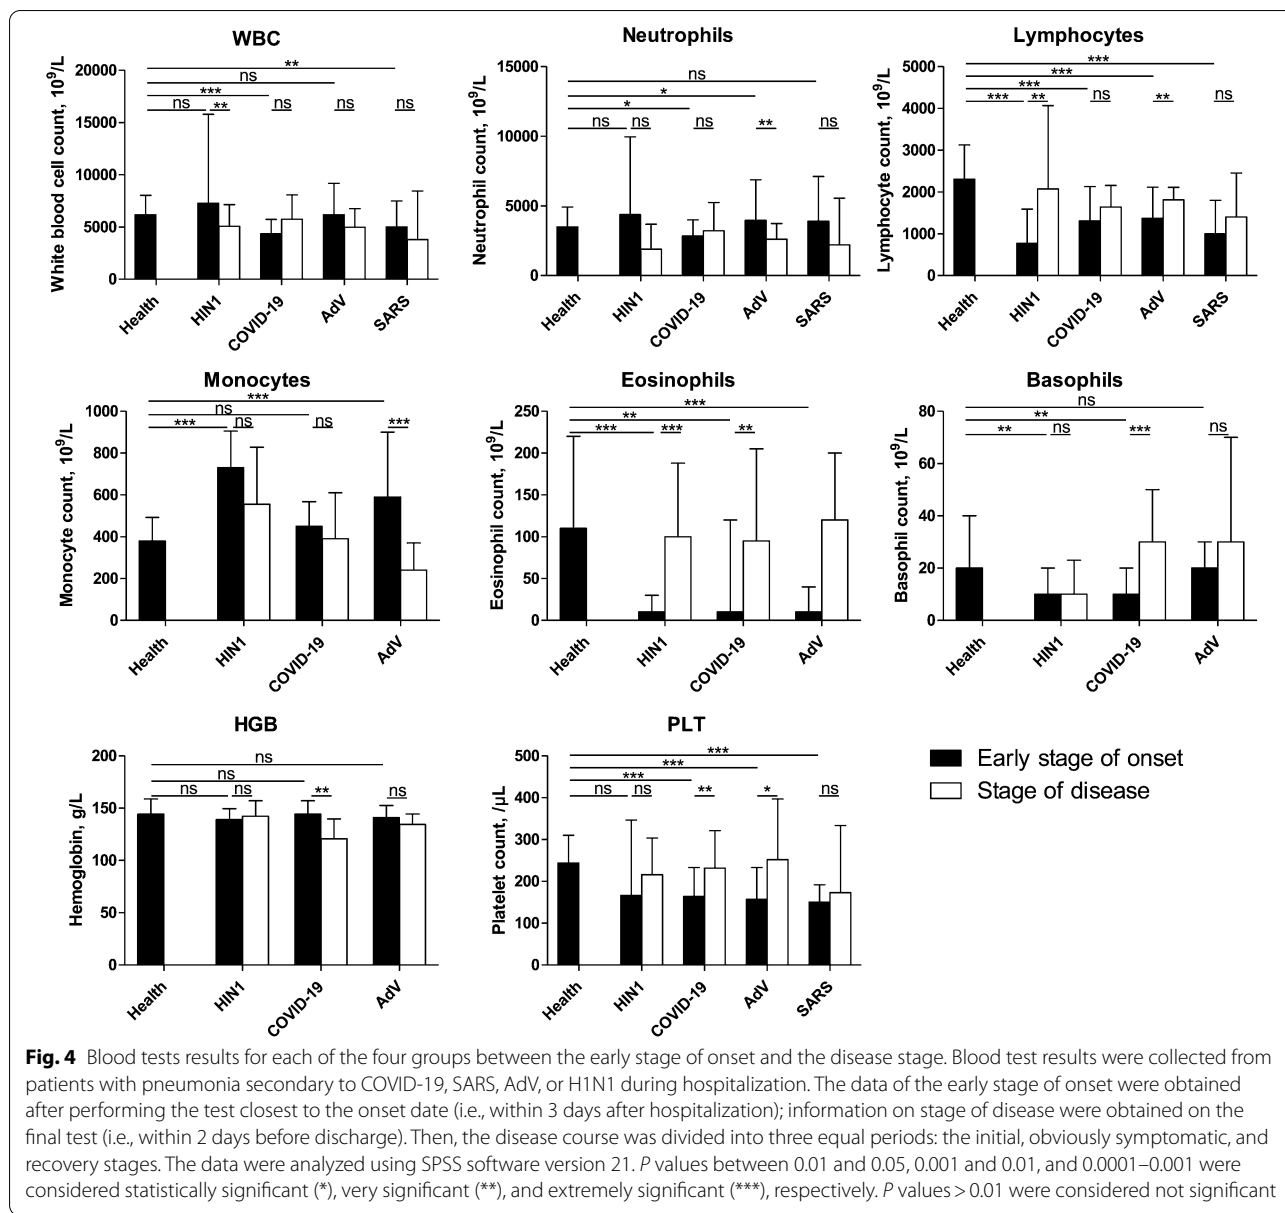 WBC
White blood cell count, 10⁹/L
20000
15000
10000
5000
0
**
ns
***
ns
**
ns
ns
ns
Health
HIN1
COVID-19
AdV
SARS
Neutrophils
Neutrophil count, 10⁹/L
15000
10000
5000
0
ns
*
*
ns
ns
ns
**
ns
Health
HIN1
COVID-19
AdV
SARS
Lymphocytes
Lymphocyte count, 10⁹/L
5000
4000
3000
2000
1000
0
***
***
***
***
**
ns
**
ns
Health
HIN1
COVID-19
AdV
SARS
Monocytes
Monocyte count, 10⁹/L
1000
800
600
400
200
0
***
ns
***
ns
ns
***
Health
HIN1
COVID-19
AdV
Eosinophils
Eosinophil count, 10⁹/L
250
200
150
100
50
0
***
**
***
***
**
Health
HIN1
COVID-19
AdV
Basophils
Basophil count, 10⁹/L
80
60
40
20
0
ns
**
**
ns
***
ns
Health
HIN1
COVID-19
AdV
HGB
Hemoglobin, g/L
200
150
100
50
0
ns
ns
ns
ns
**
ns
Health
HIN1
COVID-19
AdV
PLT
Platelet count, /µL
500
400
300
200
100
0
***
***
***
ns
ns
**
*
ns
Health
HIN1
COVID-19
AdV
SARS
Early stage of onset
Stage of disease
Fig. 4 Blood tests results for each of the four groups between the early stage of onset and the disease stage. Blood test results were collected from
patients with pneumonia secondary to COVID-19, SARS, AdV, or H1N1 during hospitalization. The data of the early stage of onset were obtained
after performing the test closest to the onset date (i.e., within 3 days after hospitalization); information on stage of disease were obtained on the
final test (i.e., within 2 days before discharge). Then, the disease course was divided into three equal periods: the initial, obviously symptomatic, and
recovery stages. The data were analyzed using SPSS software version 21. P values between 0.01 and 0.05, 0.001 and 0.01, and 0.0001–0.001 were
considered statistically significant (*), very significant (**), and extremely significant (***), respectively. P values > 0.01 were considered not significant